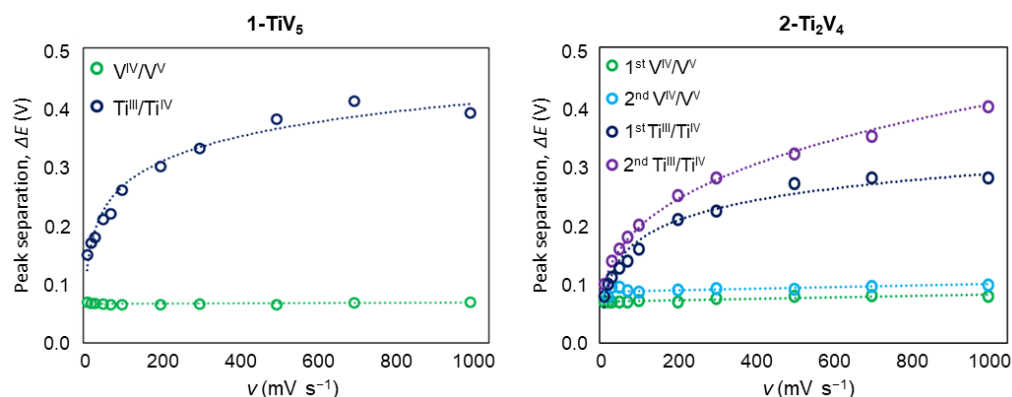 1-TiV₅
Peak separation, ΔE (V)
0.5
0.4
0.3
0.2
0.1
0.0
Vᴵⱽ/Vⱽ
Tiᴵᴵᴵ/Tiᴵⱽ
0 200 400 600 800 1000
v (mV s⁻¹)
2-Ti₂V₄
Peak separation, ΔE (V)
0.5
0.4
0.3
0.2
0.1
0.0
1ˢᵗ Vᴵⱽ/Vⱽ
2ⁿᵈ Vᴵⱽ/Vⱽ
1ˢᵗ Tiᴵᴵᴵ/Tiᴵⱽ
2ⁿᵈ Tiᴵᴵᴵ/Tiᴵⱽ
0 200 400 600 800 1000
v (mV s⁻¹)